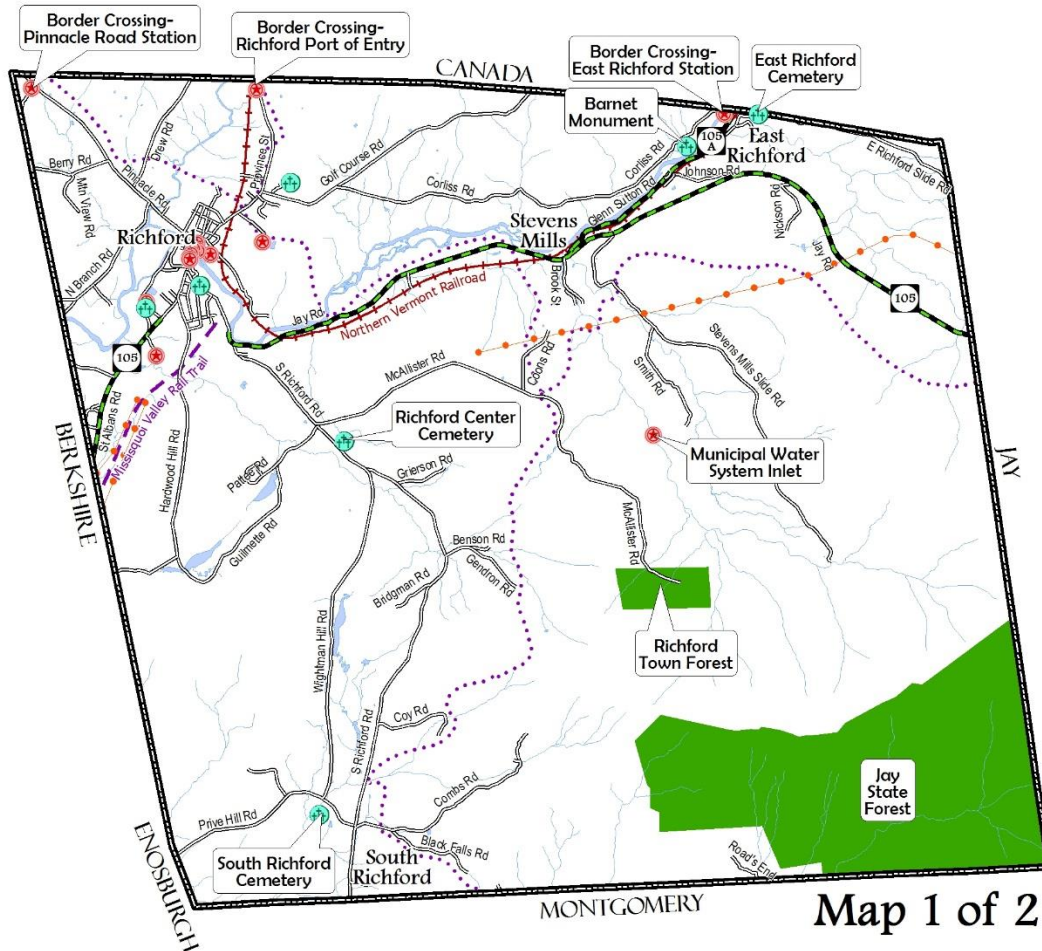 Border Crossing-
Pinnacle Road Station
Border Crossing-
Richford Port of Entry
CANADA
Border Crossing-
East Richford Station
East Richford
Cemetery
Barnet
Monument
105
A
East
Richford
E Richford Slide Rd
Berry Rd
Drew Rd
Pinnacle Rd
Mtn View Rd
Province St
Golf Course Rd
Corliss Rd
Corliss Rd
Johnson Rd
Glenn Sutton Rd
Nickson Rd
Jay Rd
105
Richford
N Branch Rd
Stevens
Mills
Brook St
Jay Rd
Northern Vermont Railroad
105
St Albans Rd
Missisquoi Valley Rail Trail
BERKSHIRE
Hardwood Hill Rd
S Richford Rd
McAllister Rd
Coons Rd
Smith Rd
Stevens Mills Slide Rd
Richford Center
Cemetery
Municipal Water
System Inlet
JAY
Pattee Rd
Grierson Rd
Guilmette Rd
McAllister Rd
Benson Rd
Gendron Rd
Bridgman Rd
Richford
Town Forest
Wightman Hill Rd
S Richford Rd
Coy Rd
Combs Rd
Jay
State
Forest
Prive Hill Rd
Black Falls Rd
South Richford
Cemetery
South
Richford
Road's End
ENOSBURGH
MONTGOMERY
Map 1 of 2